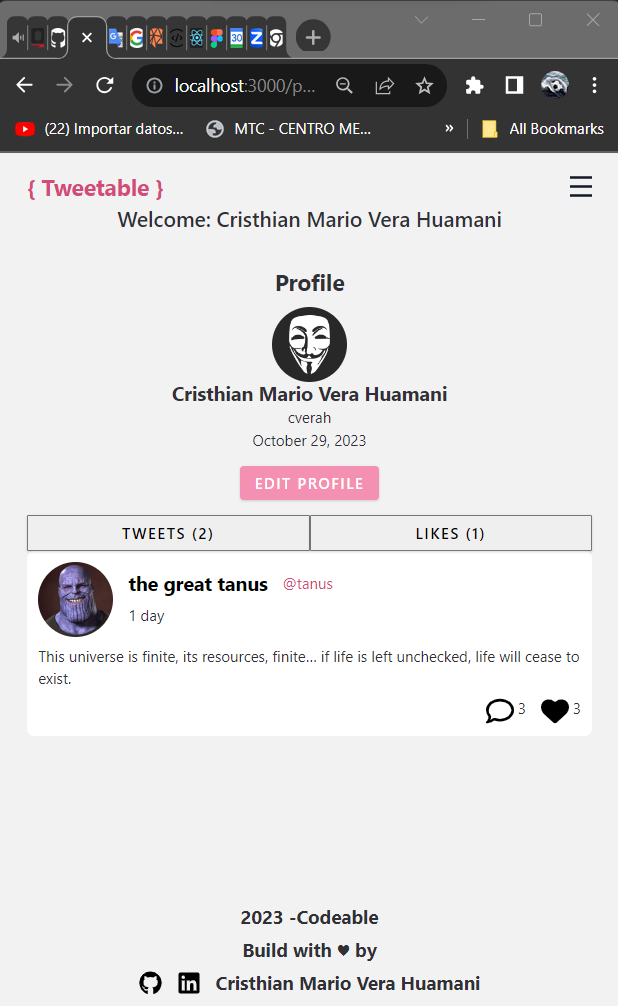 30
Z
localhost:3000/p...
(22) Importar datos...
MTC - CENTRO ME...
»
All Bookmarks
{ Tweetable }
Welcome: Cristhian Mario Vera Huamani
Profile
Cristhian Mario Vera Huamani
cverah
October 29, 2023
EDIT PROFILE
TWEETS (2)
LIKES (1)
the great tanus @tanus
1 day
This universe is finite, its resources, finite... if life is left unchecked, life will cease to
exist.
3 3
2023 -Codeable
Build with ♥ by
Cristhian Mario Vera Huamani